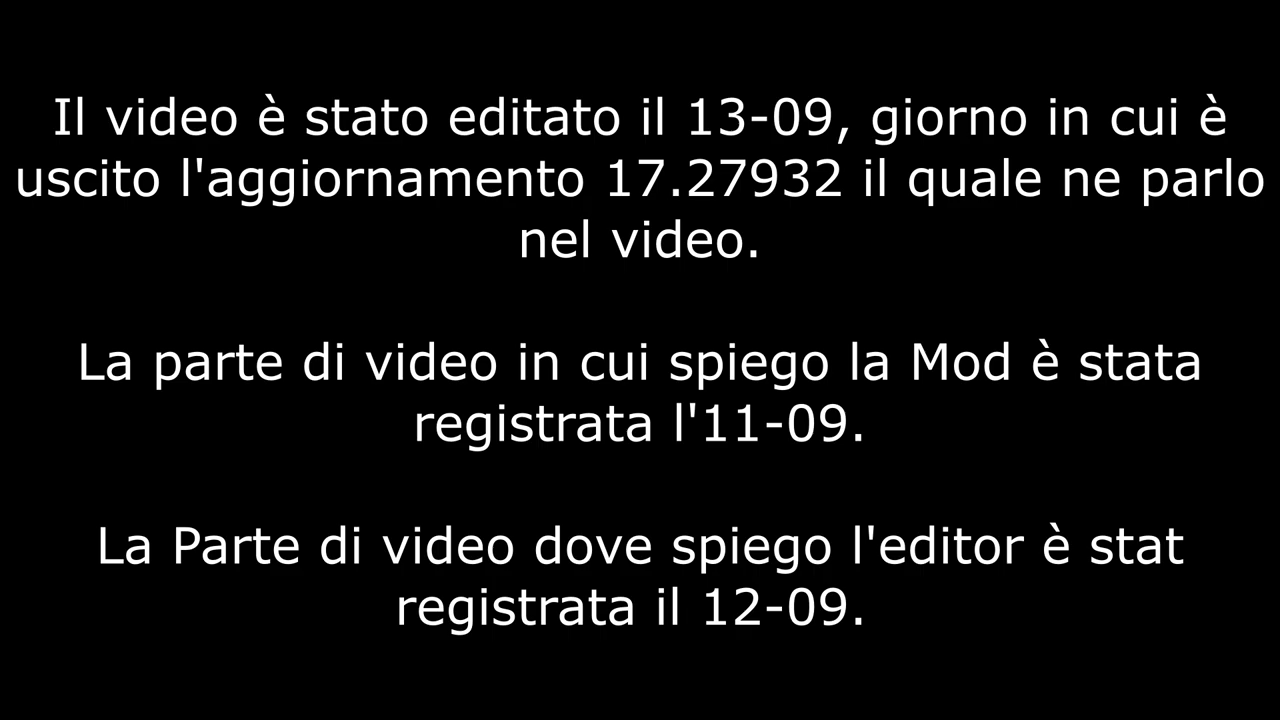 Il video è stato editato il 13-09, giorno in cui è
uscito l'aggiornamento 17.27932 il quale ne parlo
nel video.
La parte di video in cui spiego la Mod è stata
registrata l'11-09.
La Parte di video dove spiego l'editor è stat
registrata il 12-09.